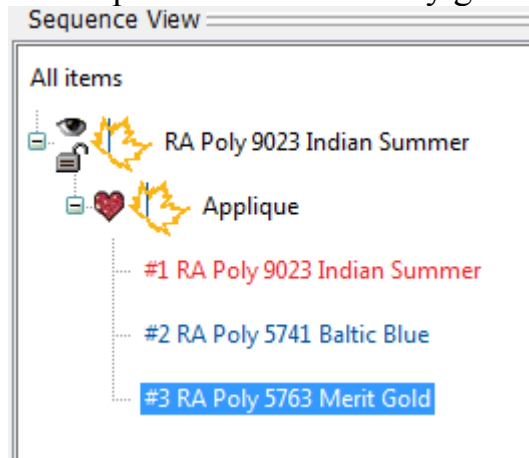 Sequence View
All items
RA Poly 9023 Indian Summer
Applique
#1 RA Poly 9023 Indian Summer
#2 RA Poly 5741 Baltic Blue
#3 RA Poly 5763 Merit Gold